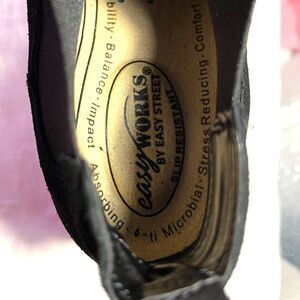 easy WORKS®
BY EASY STREET
SLIP RESISTANT
Balance · Impact Absorbing ·
Microbial · Stress Reducing · Comfort